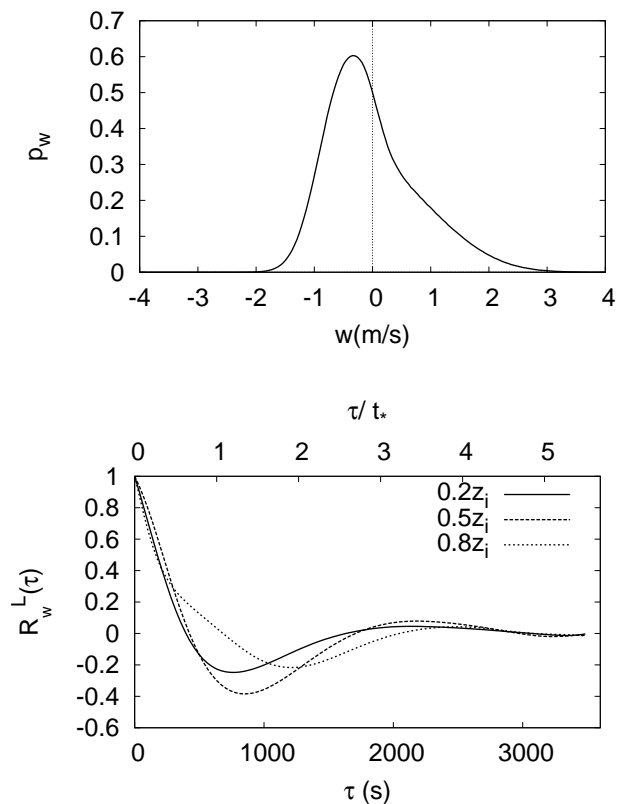 0.7
0.6
0.5
0.4
0.3
0.2
0.1
0
p_w
-4 -3 -2 -1 0 1 2 3 4
w(m/s)
τ/ t_*
0 1 2 3 4 5
1
0.8
0.6
0.4
0.2
0
-0.2
-0.4
-0.6
R_w^L(τ)
0.2z_i
0.5z_i
0.8z_i
0 1000 2000 3000
τ (s)